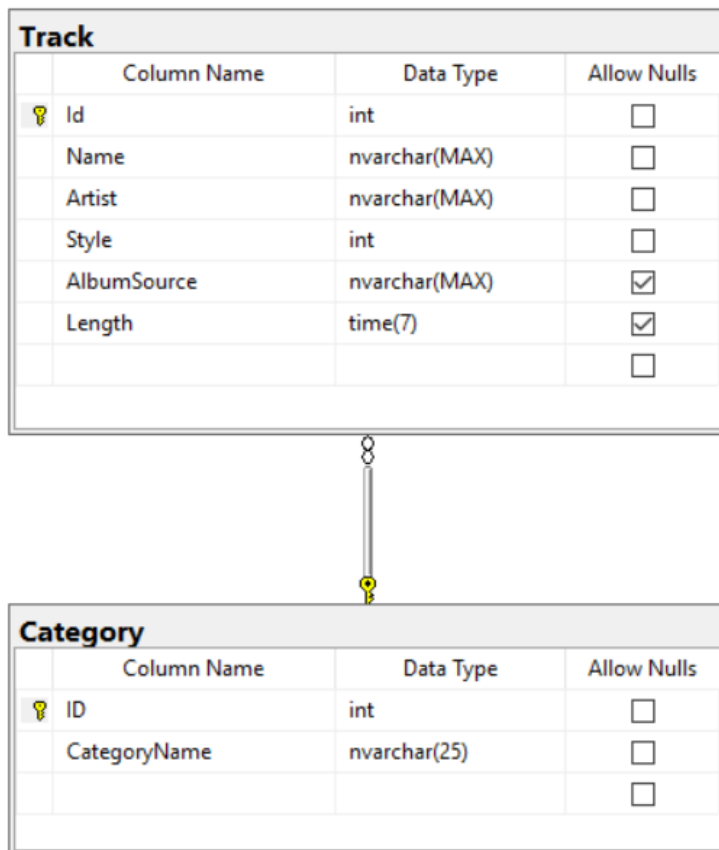 Track
Column Name Data Type Allow Nulls
Id int
Name nvarchar(MAX)
Artist nvarchar(MAX)
Style int
AlbumSource nvarchar(MAX)
Length time(7)
Category
Column Name Data Type Allow Nulls
ID int
CategoryName nvarchar(25)